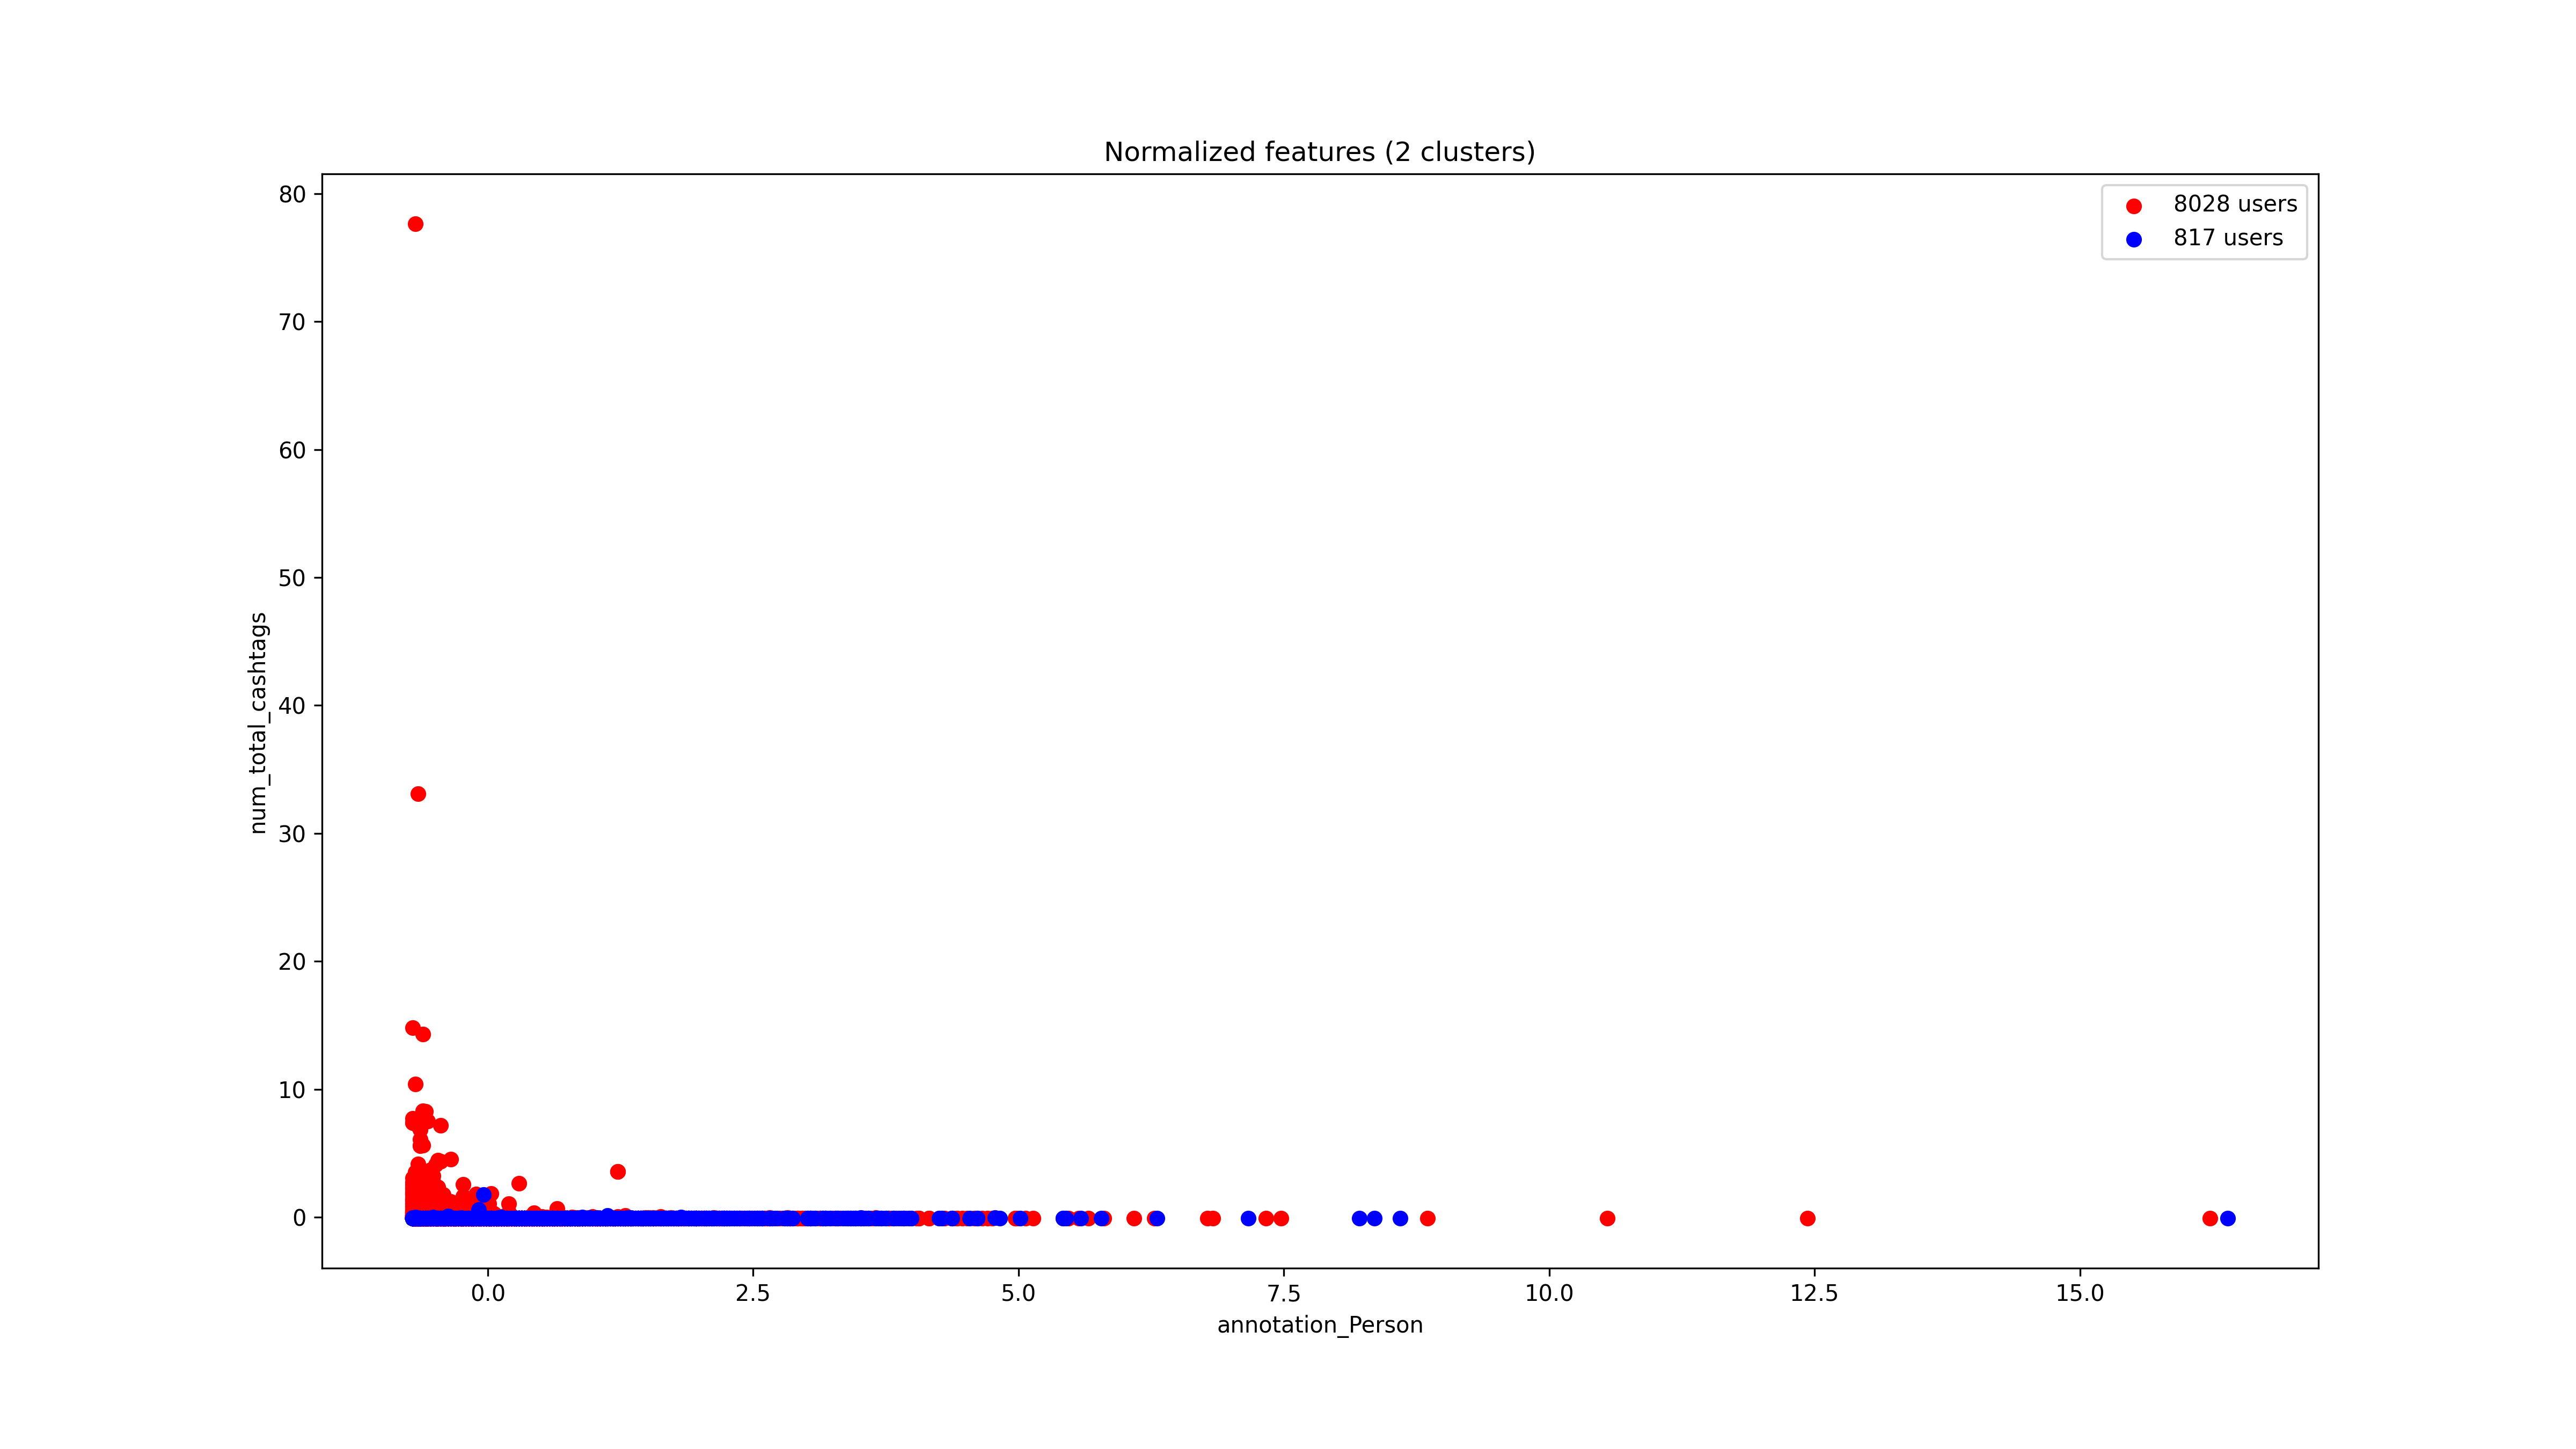 Normalized features (2 clusters)
8028 users
817 users
80
70
60
50
40
30
20
10
0
num_total_cashtags
0.0 2.5 5.0 7.5 10.0 12.5 15.0
annotation_Person